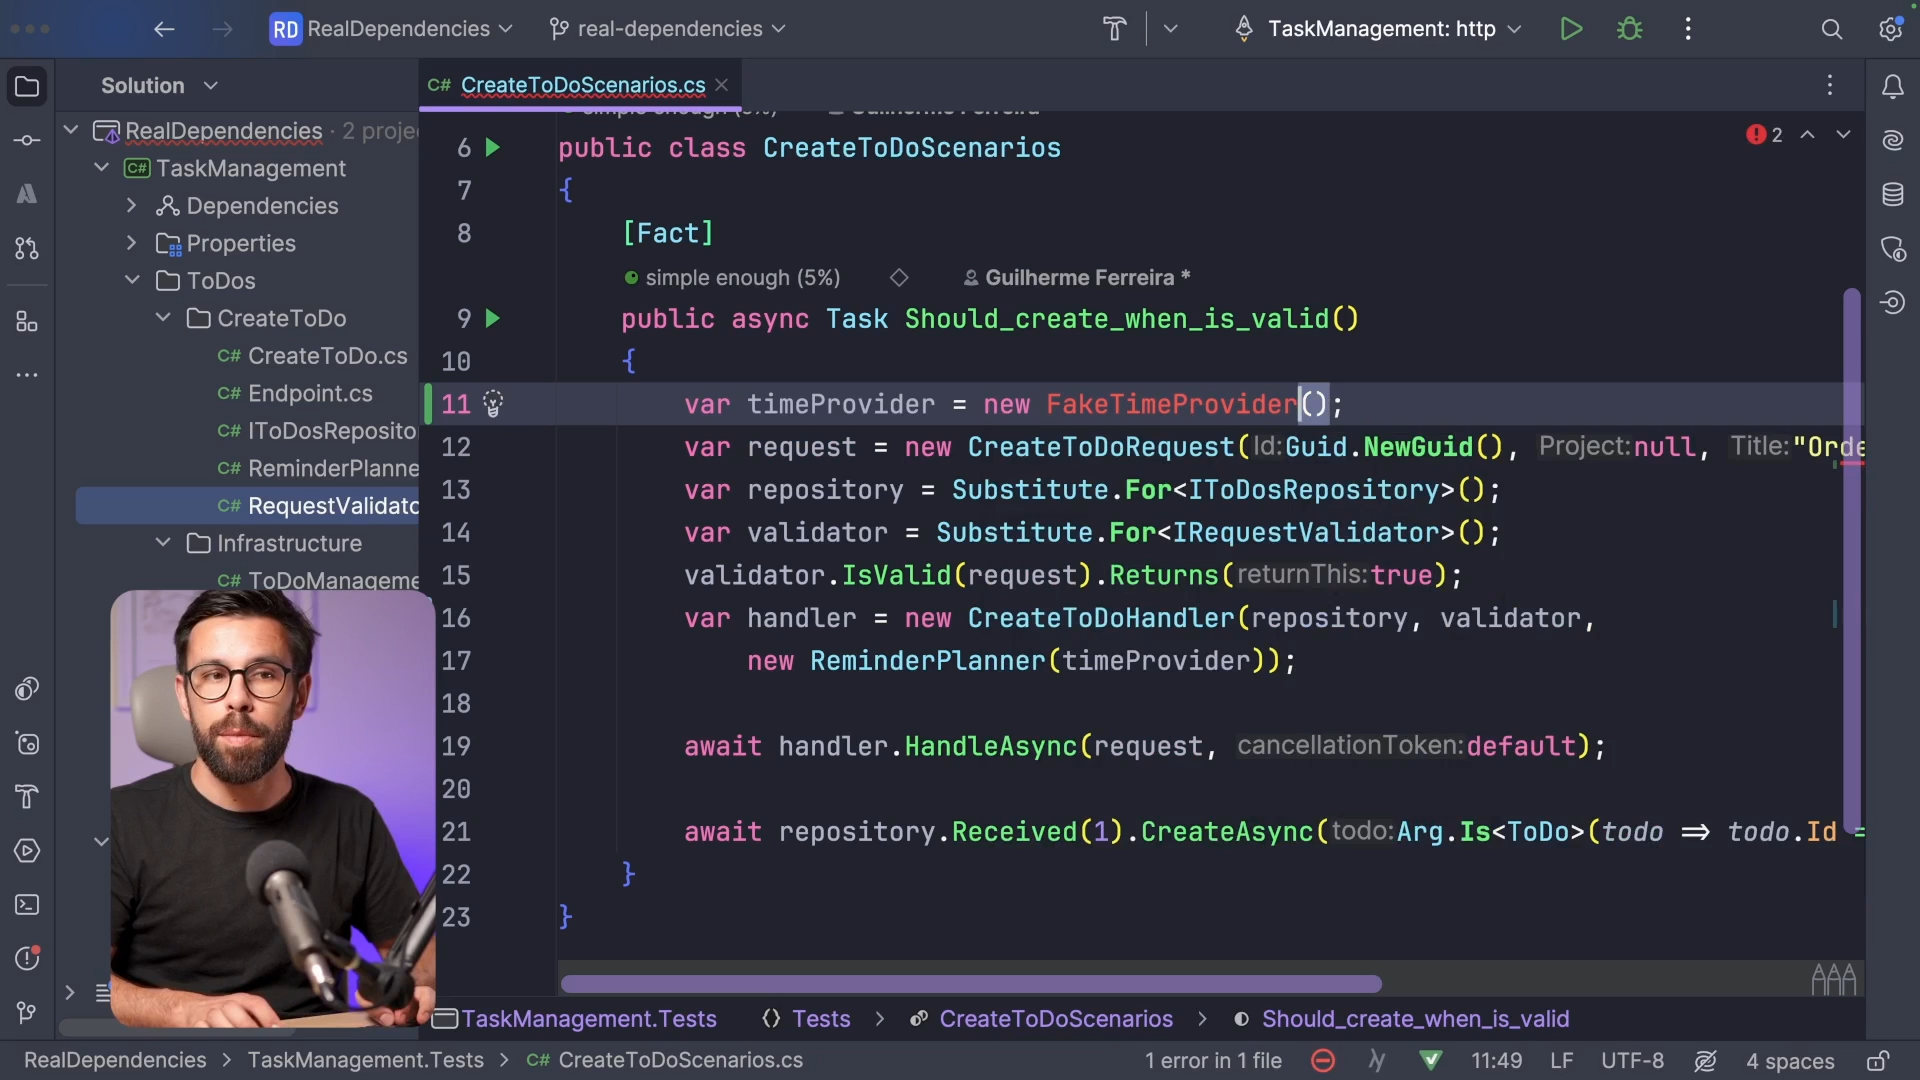 RD RealDependencies real-dependencies TaskManagement: http
Solution
C# CreateToDoScenarios.cs
RealDependencies · 2 proje
C# TaskManagement
Dependencies
Properties
ToDos
CreateToDo
C# CreateToDo.cs
C# Endpoint.cs
C# IToDosReposito
C# ReminderPlanne
C# RequestValidato
Infrastructure
C# ToDoManageme
simple enough (5%) Guilherme Ferreira
2
6 public class CreateToDoScenarios
7 {
8 [Fact]
simple enough (5%) Guilherme Ferreira *
9 public async Task Should_create_when_is_valid()
10 {
11 var timeProvider = new FakeTimeProvider();
12 var request = new CreateToDoRequest(Id:Guid.NewGuid(), Project:null, Title:"Orde
13 var repository = Substitute.For<IToDosRepository>();
14 var validator = Substitute.For<IRequestValidator>();
15 validator.IsValid(request).Returns(returnThis:true);
16 var handler = new CreateToDoHandler(repository, validator,
17 new ReminderPlanner(timeProvider));
18
19 await handler.HandleAsync(request, cancellationToken:default);
20
21 await repository.Received(1).CreateAsync(todo:Arg.Is<ToDo>(todo => todo.Id =
22 }
23 }
TaskManagement.Tests {} Tests > CreateToDoScenarios > Should_create_when_is_valid
RealDependencies > TaskManagement.Tests > C# CreateToDoScenarios.cs 1 error in 1 file 11:49 LF UTF-8 4 spaces